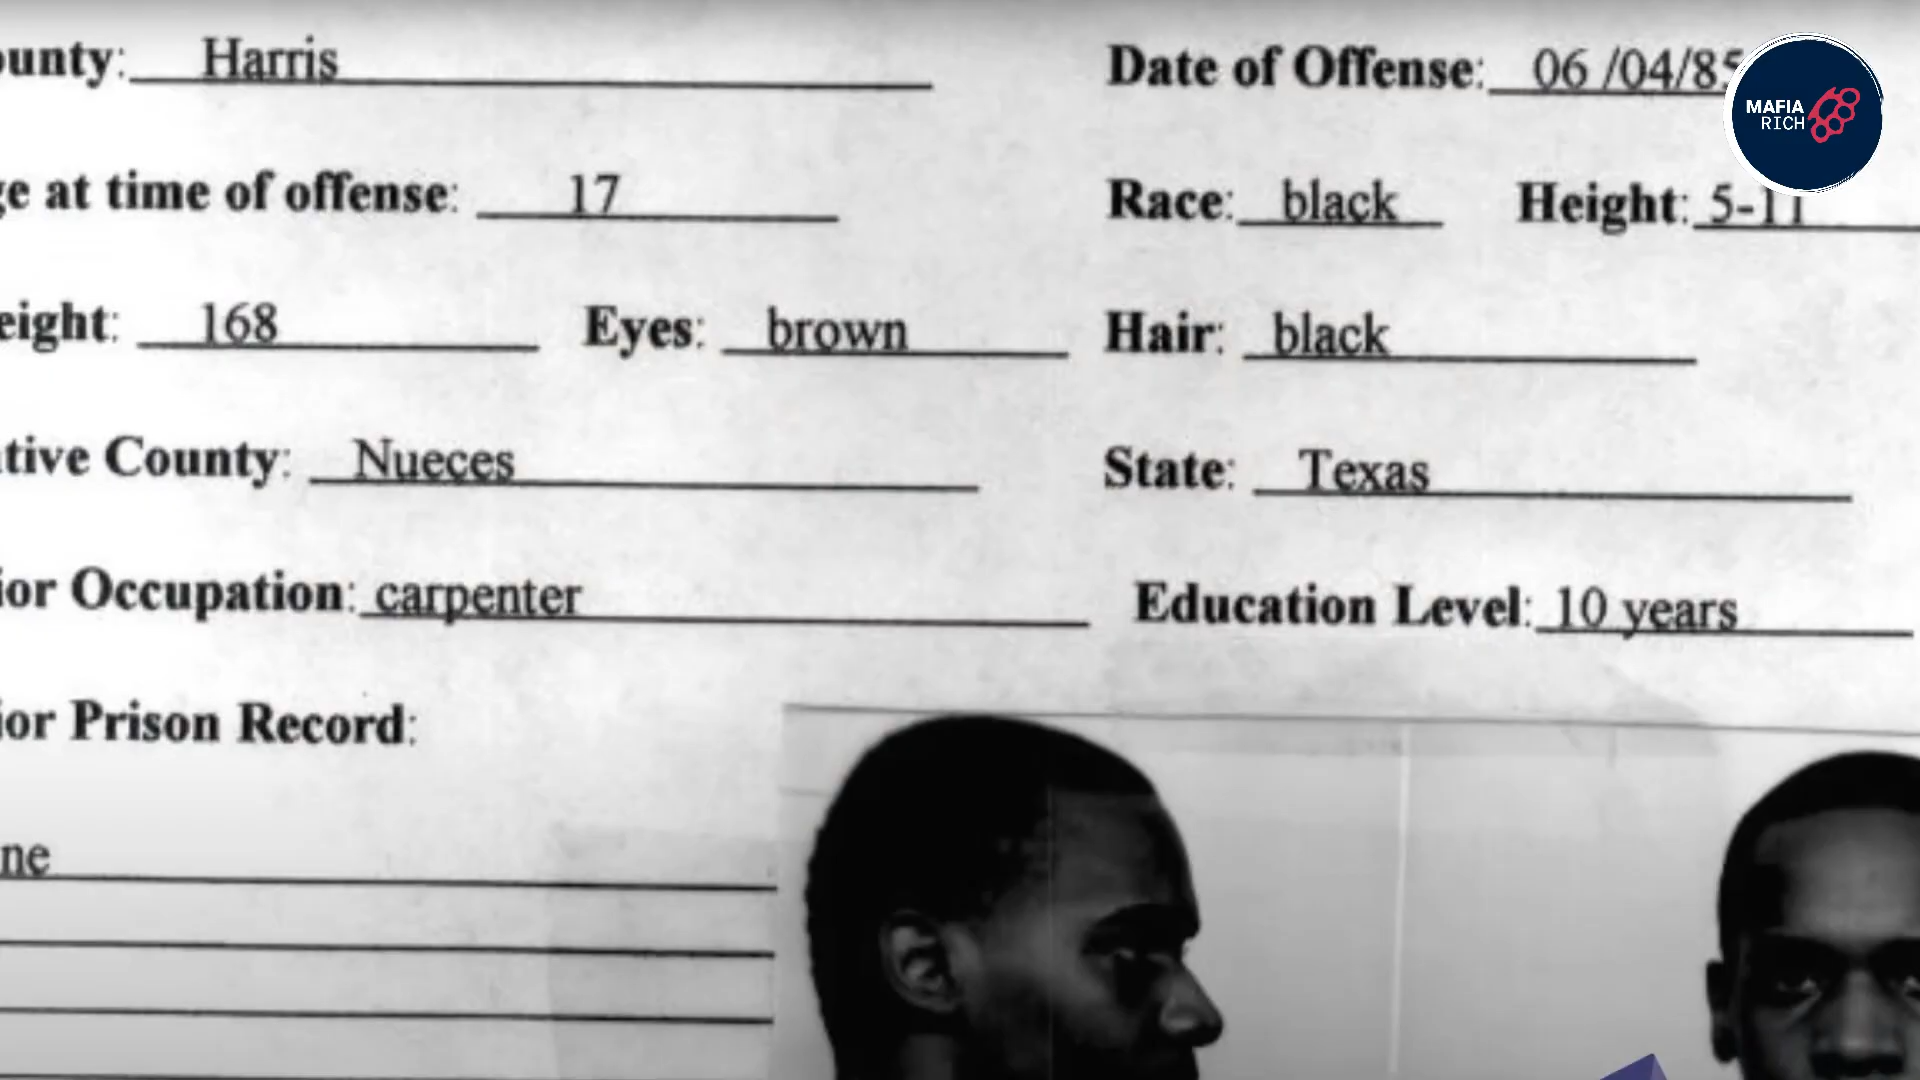 ounty: Harris Date of Offense: 06 /04/85
MAFIA
RICH
ge at time of offense: 17 Race: black Height: 5-11
eight: 168 Eyes: brown Hair: black
tive County: Nueces State: Texas
ior Occupation: carpenter Education Level: 10 years
ior Prison Record:
ne